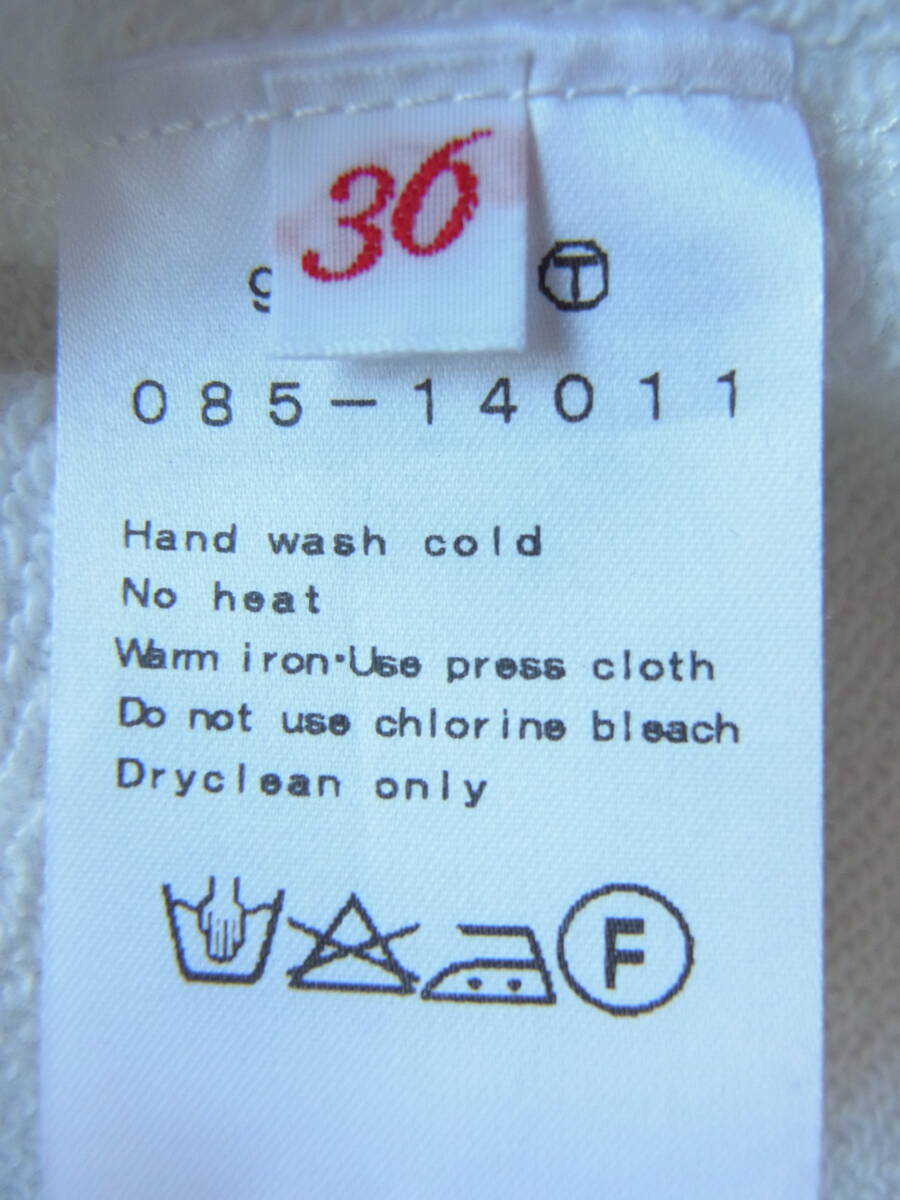 36
9 T
085-14011
Hand wash cold
No heat
Warm iron·Use press cloth
Do not use chlorine bleach
Dryclean only
F